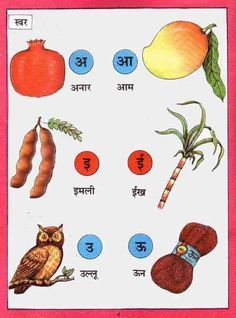 स्वर
अ आ
अनार आम
इ ई
इमली ईख
उ ऊ
उल्लू ऊन